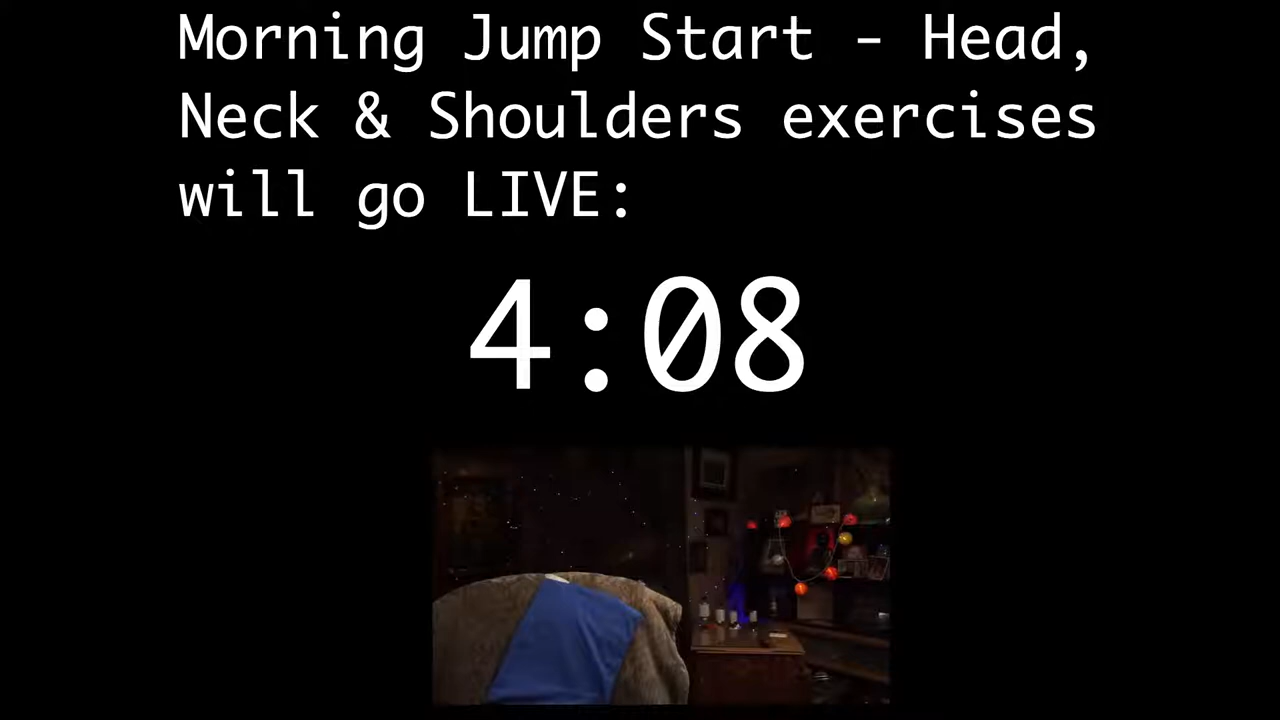 Morning Jump Start - Head,
Neck & Shoulders exercises
will go LIVE:
4:08